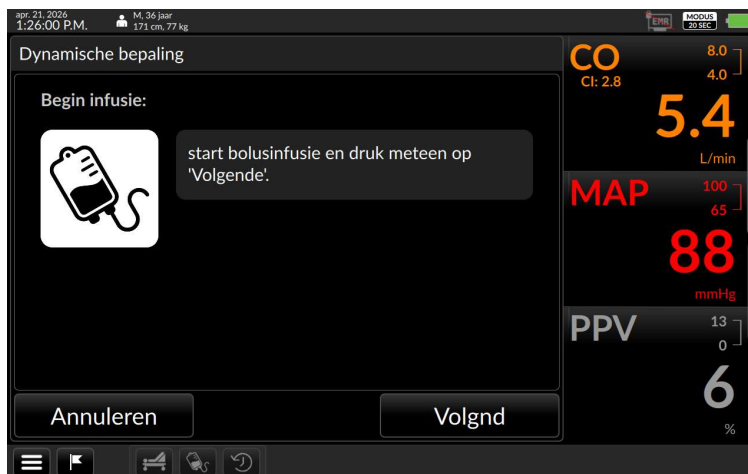 apr. 21, 2026
1:26:00 P.M.
M, 36 jaar
171 cm, 77 kg
EMR
MODUS
20 SEC
Dynamische bepaling
Begin infusie:
start bolusinfusie en druk meteen op
'Volgende'.
Annuleren
Volgnd
CO
CI: 2.8
8.0
4.0
5.4
L/min
MAP
100
65
88
mmHg
PPV
13
0
6
%